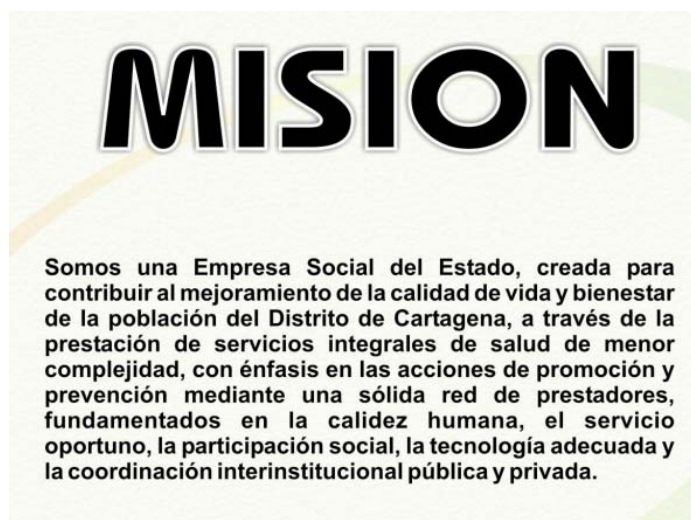 MISION
Somos una Empresa Social del Estado, creada para
contribuir al mejoramiento de la calidad de vida y bienestar
de la población del Distrito de Cartagena, a través de la
prestación de servicios integrales de salud de menor
complejidad, con énfasis en las acciones de promoción y
prevención mediante una sólida red de prestadores,
fundamentados en la calidez humana, el servicio
oportuno, la participación social, la tecnología adecuada y
la coordinación interinstitucional pública y privada.